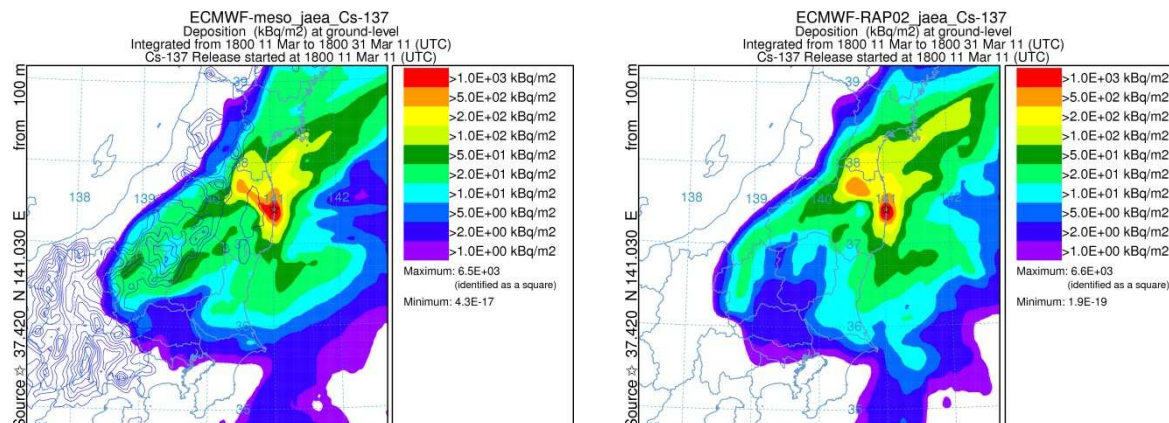 ECMWF-meso_jaea_Cs-137
Deposition (kBq/m2) at ground-level
Integrated from 1800 11 Mar to 1800 31 Mar 11 (UTC)
Cs-137 Release started at 1800 11 Mar 11 (UTC)
Source ☆ 37.420 N 141.030 E from 100 m
39
38
138
139
140
141
142
37
36
35
>1.0E+03 kBq/m2
>5.0E+02 kBq/m2
>2.0E+02 kBq/m2
>1.0E+02 kBq/m2
>5.0E+01 kBq/m2
>2.0E+01 kBq/m2
>1.0E+01 kBq/m2
>5.0E+00 kBq/m2
>2.0E+00 kBq/m2
>1.0E+00 kBq/m2
Maximum: 6.5E+03
(identified as a square)
Minimum: 4.3E-17
ECMWF-RAP02_jaea_Cs-137
Deposition (kBq/m2) at ground-level
Integrated from 1800 11 Mar to 1800 31 Mar 11 (UTC)
Cs-137 Release started at 1800 11 Mar 11 (UTC)
Source ☆ 37.420 N 141.030 E from 100 m
39
38
138
139
140
141
142
37
36
35
>1.0E+03 kBq/m2
>5.0E+02 kBq/m2
>2.0E+02 kBq/m2
>1.0E+02 kBq/m2
>5.0E+01 kBq/m2
>2.0E+01 kBq/m2
>1.0E+01 kBq/m2
>5.0E+00 kBq/m2
>2.0E+00 kBq/m2
>1.0E+00 kBq/m2
Maximum: 6.6E+03
(identified as a square)
Minimum: 1.9E-19